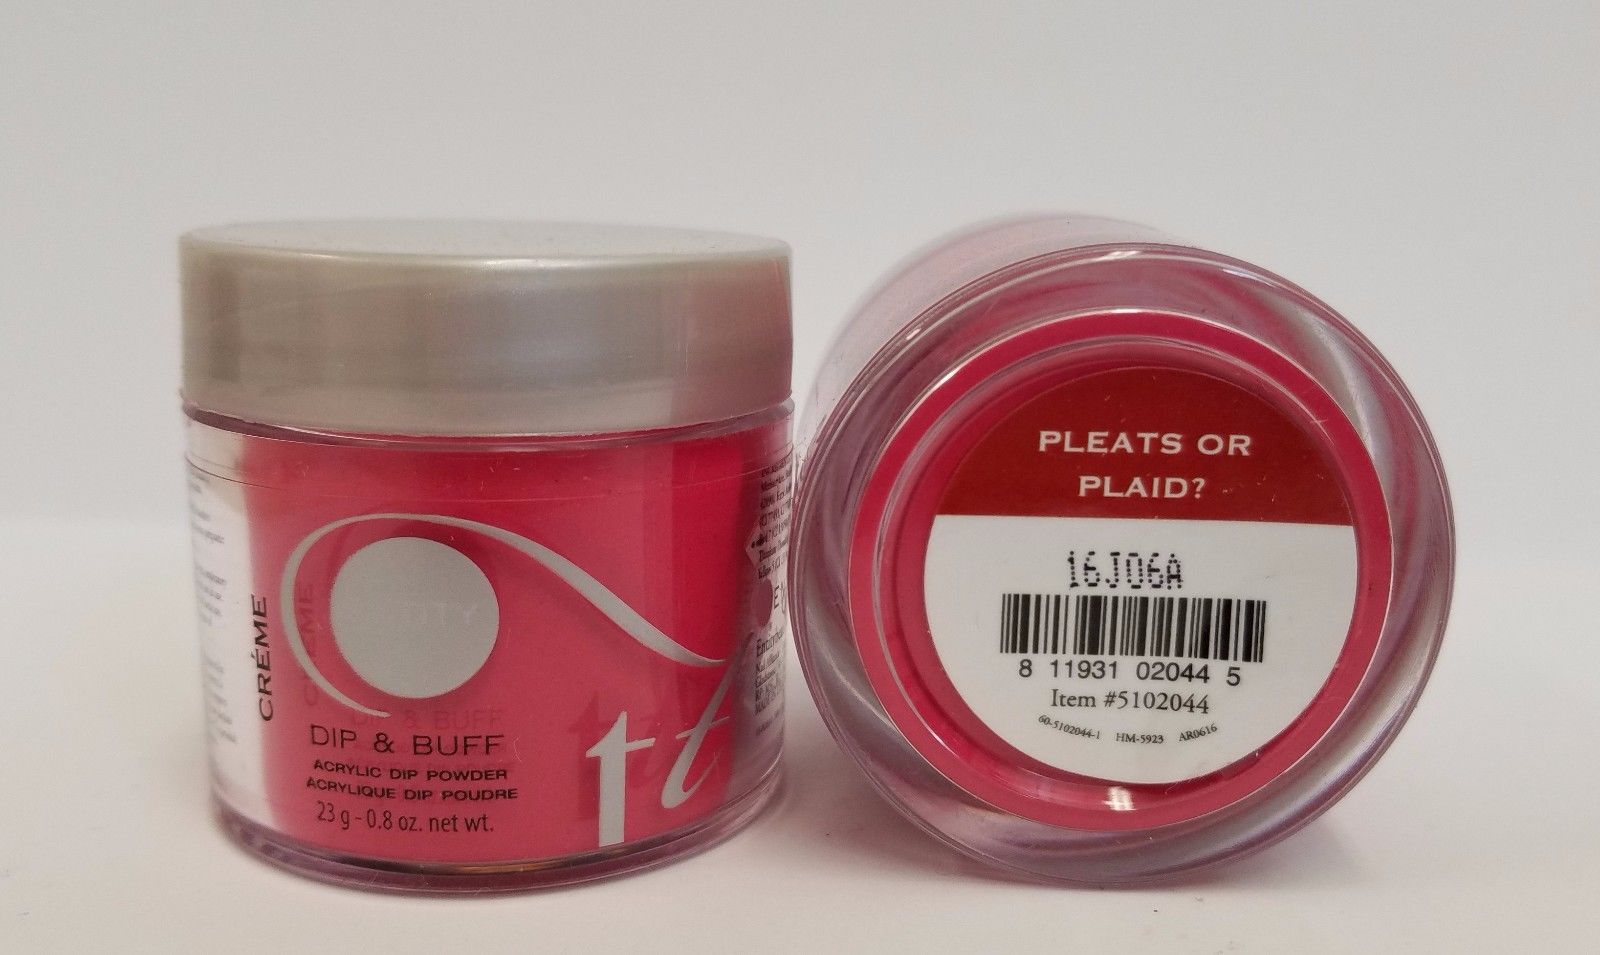 CRÉME
DIP & BUFF
ACRYLIC DIP POWDER
ACRYLIQUE DIP POUDRE
23 g - 0.8 oz. net wt.
tt
PLEATS OR
PLAID?
16J06A
8 11931 02044 5
Item #5102044
60-5102044-1 HM-5923 AR0616